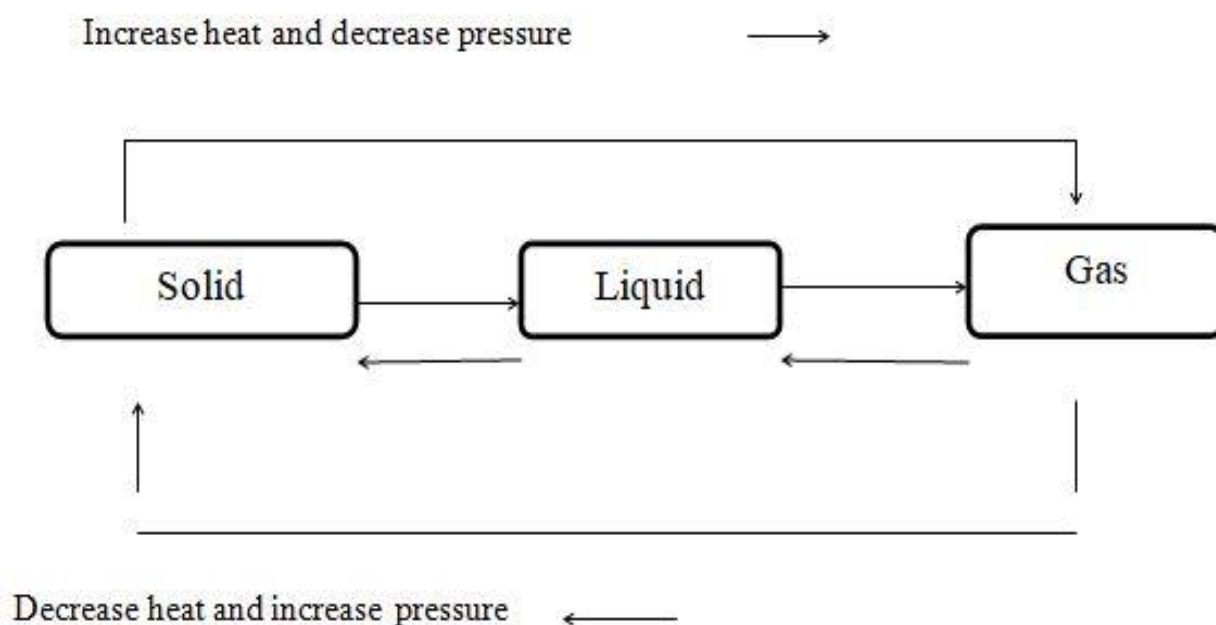 Increase heat and decrease pressure
Solid
Liquid
Gas
Decrease heat and increase pressure